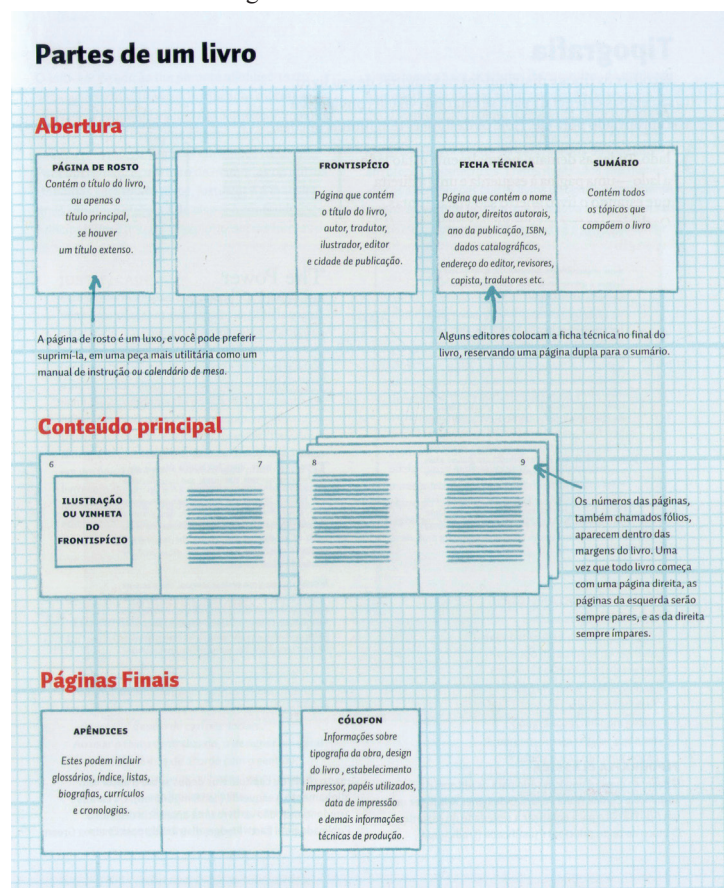 Partes de um livro
Abertura
PÁGINA DE ROSTO
Contém o título do livro,
ou apenas o
título principal,
se houver
um título extenso.
FRONTISPÍCIO
Página que contém
o título do livro,
autor, tradutor,
ilustrador, editor
e cidade de publicação.
FICHA TÉCNICA
Página que contém o nome
do autor, direitos autorais,
ano da publicação, ISBN,
dados catalográficos,
endereço do editor, revisores,
capista, tradutores etc.
SUMÁRIO
Contém todos
os tópicos que
compõem o livro
A página de rosto é um luxo, e você pode preferir
suprimí-la, em uma peça mais utilitária como um
manual de instrução ou calendário de mesa.
Alguns editores colocam a ficha técnica no final do
livro, reservando uma página dupla para o sumário.
Conteúdo principal
6
ILUSTRAÇÃO
OU VINHETA
DO
FRONTISPÍCIO
7
8
9
Os números das páginas,
também chamados fólios,
aparecem dentro das
margens do livro. Uma
vez que todo livro começa
com uma página direita, as
páginas da esquerda serão
sempre pares, e as da direita
sempre ímpares.
Páginas Finais
APÊNDICES
Estes podem incluir
glossários, índice, listas,
biografias, currículos
e cronologias.
CÓLOFON
Informações sobre
tipografia da obra, design
do livro , estabelecimento
impressor, papéis utilizados,
data de impressão
e demais informações
técnicas de produção.